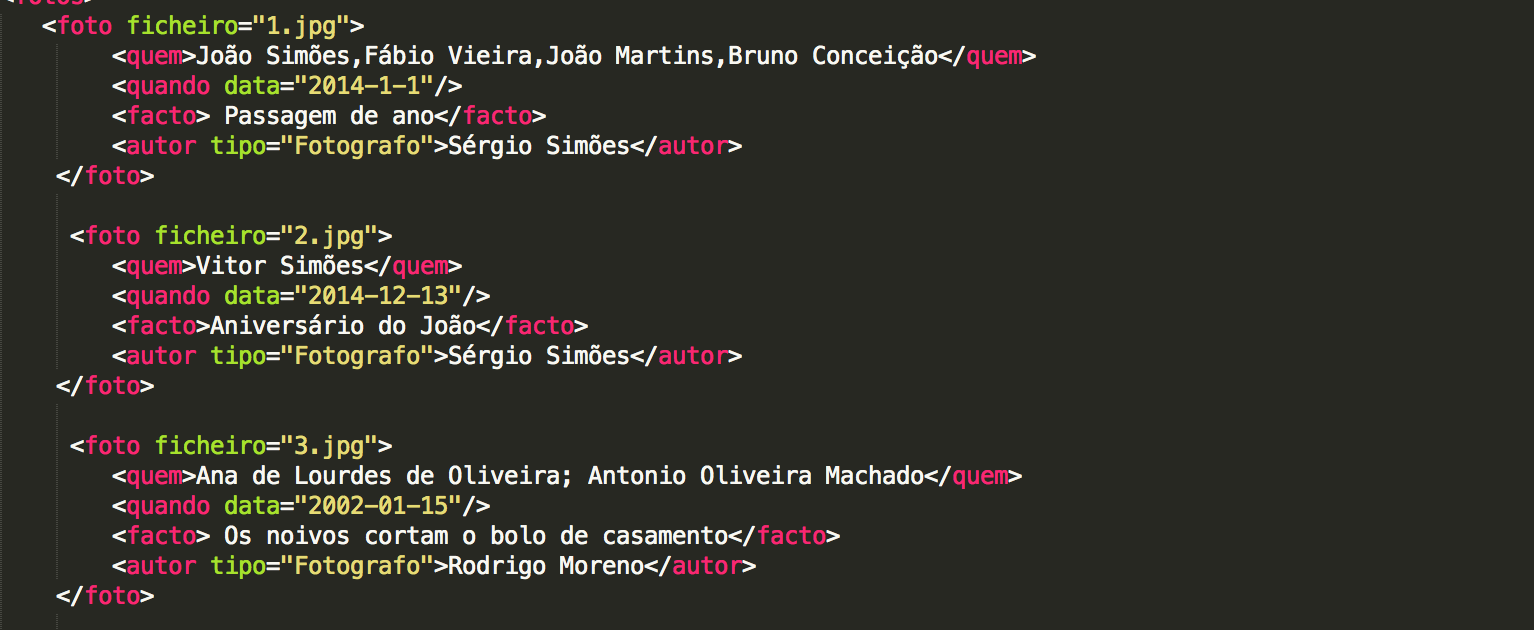 <fotos>
<foto ficheiro="1.jpg">
<quem>João Simões,Fábio Vieira,João Martins,Bruno Conceição</quem>
<quando data="2014-1-1"/>
<facto> Passagem de ano</facto>
<autor tipo="Fotografo">Sérgio Simões</autor>
</foto>
<foto ficheiro="2.jpg">
<quem>Vitor Simões</quem>
<quando data="2014-12-13"/>
<facto>Aniversário do João</facto>
<autor tipo="Fotografo">Sérgio Simões</autor>
</foto>
<foto ficheiro="3.jpg">
<quem>Ana de Lourdes de Oliveira; Antonio Oliveira Machado</quem>
<quando data="2002-01-15"/>
<facto> Os noivos cortam o bolo de casamento</facto>
<autor tipo="Fotografo">Rodrigo Moreno</autor>
</foto>